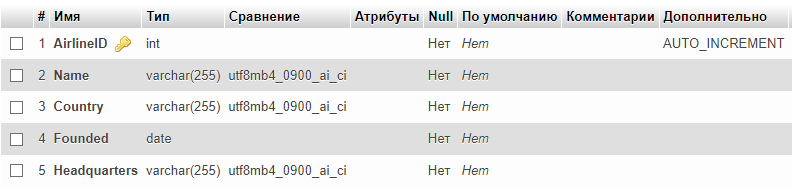 # Имя Тип Сравнение Атрибуты Null По умолчанию Комментарии Дополнительно
1 AirlineID int Нет Нет AUTO_INCREMENT
2 Name varchar(255) utf8mb4_0900_ai_ci Нет Нет
3 Country varchar(255) utf8mb4_0900_ai_ci Нет Нет
4 Founded date Нет Нет
5 Headquarters varchar(255) utf8mb4_0900_ai_ci Нет Нет